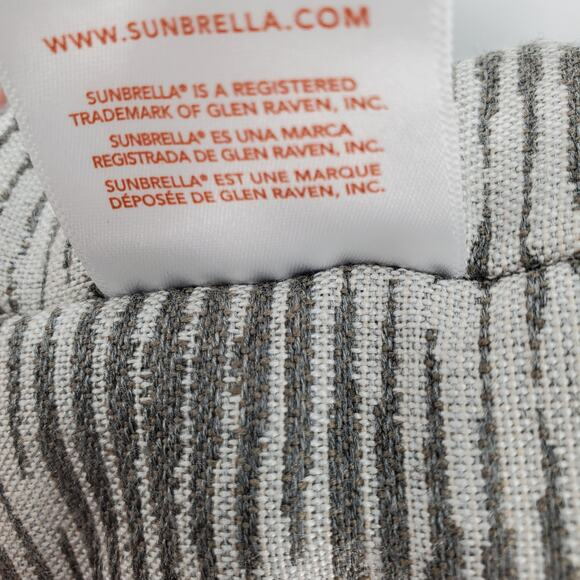 WWW.SUNBRELLA.COM
SUNBRELLA® IS A REGISTERED
TRADEMARK OF GLEN RAVEN, INC.
SUNBRELLA® ES UNA MARCA
REGISTRADA DE GLEN RAVEN, INC.
SUNBRELLA® EST UNE MARQUE
DÉPOSÉE DE GLEN RAVEN, INC.